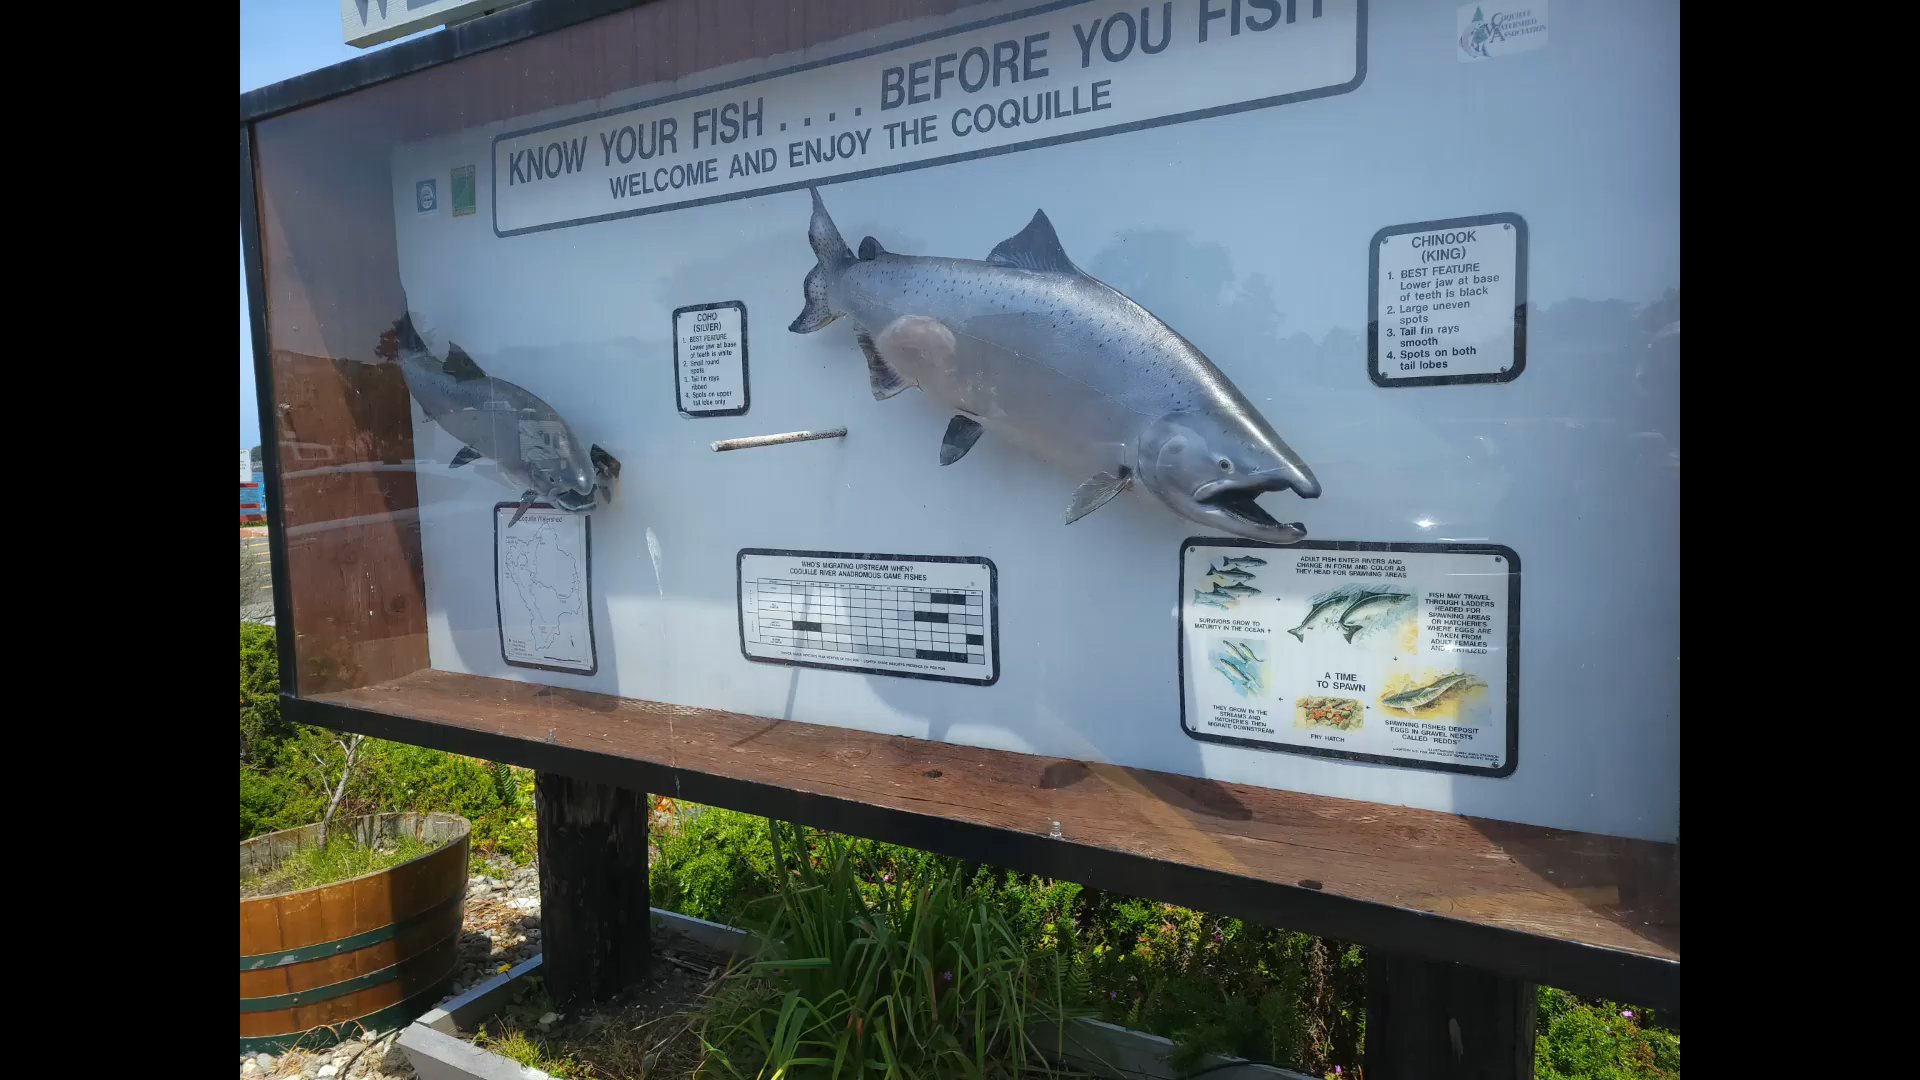 KNOW YOUR FISH . . . . BEFORE YOU FISH
WELCOME AND ENJOY THE COQUILLE
COQUILLE
WATERSHED
ASSOCIATION
COHO
(SILVER)
1. BEST FEATURE
Lower jaw at base
of teeth is white
2. Small round
spots
3. Tail fin rays
ribbed
4. Spots on upper
tail lobe only
CHINOOK
(KING)
1. BEST FEATURE
Lower jaw at base
of teeth is black
2. Large uneven
spots
3. Tail fin rays
smooth
4. Spots on both
tail lobes
Coquille Watershed
WHO'S MIGRATING UPSTREAM WHEN?
COQUILLE RIVER ANADROMOUS GAME FISHES
ADULT FISH ENTER RIVERS AND
CHANGE IN FORM AND COLOR AS
THEY HEAD FOR SPAWNING AREAS
FISH MAY TRAVEL
THROUGH LADDERS
HEADED FOR
SPAWNING AREAS
OR HATCHERIES
WHERE EGGS ARE
TAKEN FROM
ADULT FEMALES
AND FERTILIZED
SURVIVORS GROW TO
MATURITY IN THE OCEAN
A TIME
TO SPAWN
SPAWNING FISHES DEPOSIT
EGGS IN GRAVEL NESTS
CALLED "REDDS"
FRY HATCH
THEY GROW IN THE
STREAMS AND
HATCHERIES THEN
MIGRATE DOWNSTREAM